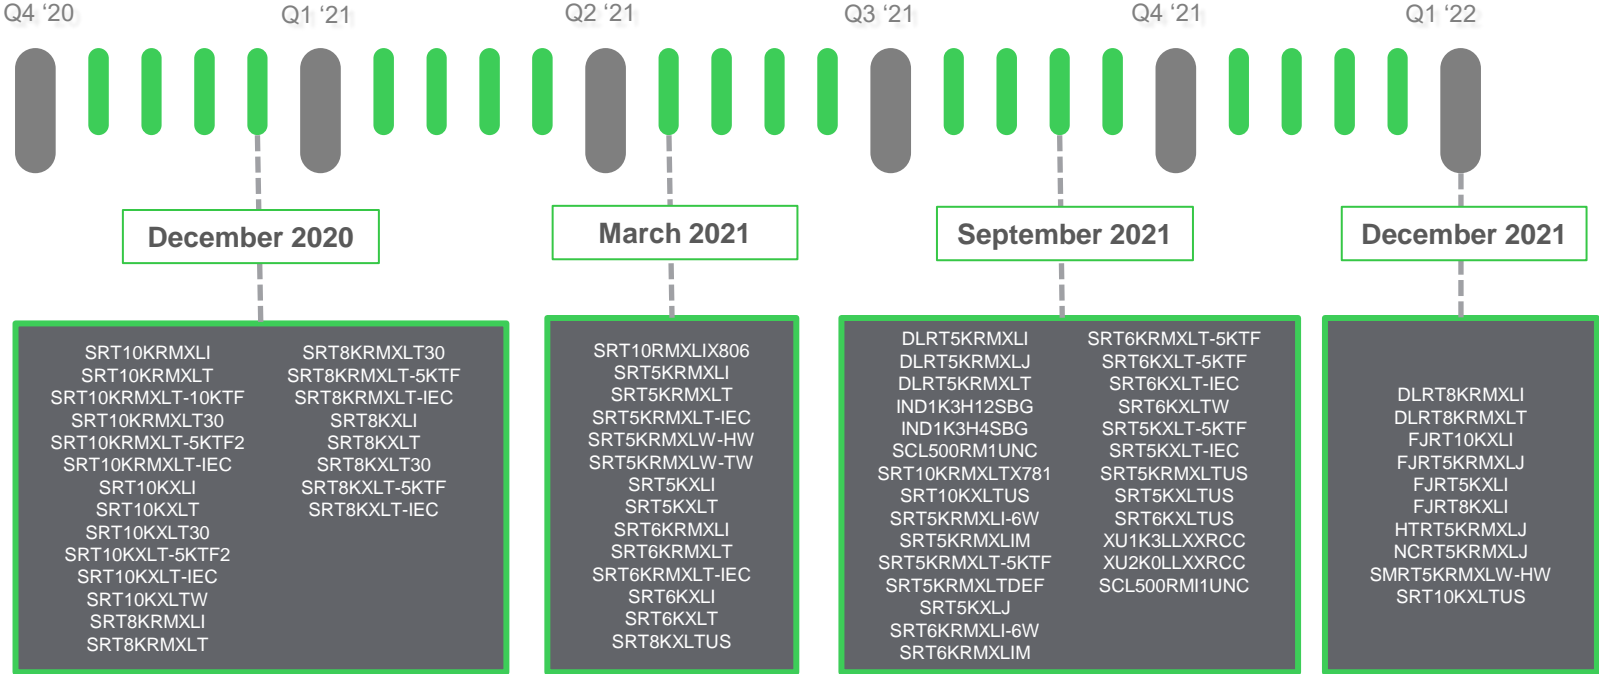 Q4 ‘20
Q1 ‘21
Q2 ‘21
Q3 ‘21
Q4 ‘21
Q1 ‘22
December 2020
March 2021
September 2021
December 2021
SRT10KRMXLI
SRT10KRMXLT
SRT10KRMXLT-10KTF
SRT10KRMXLT30
SRT10KRMXLT-5KTF2
SRT10KRMXLT-IEC
SRT10KXLI
SRT10KXLT
SRT10KXLT30
SRT10KXLT-5KTF2
SRT10KXLT-IEC
SRT10KXLTW
SRT8KRMXLI
SRT8KRMXLT
SRT8KRMXLT30
SRT8KRMXLT-5KTF
SRT8KRMXLT-IEC
SRT8KXLI
SRT8KXLT
SRT8KXLT30
SRT8KXLT-5KTF
SRT8KXLT-IEC
SRT10RMXLIX806
SRT5KRMXLI
SRT5KRMXLT
SRT5KRMXLT-IEC
SRT5KRMXLW-HW
SRT5KRMXLW-TW
SRT5KXLI
SRT5KXLT
SRT6KRMXLI
SRT6KRMXLT
SRT6KRMXLT-IEC
SRT6KXLI
SRT6KXLT
SRT8KXLTUS
DLRT5KRMXLI
DLRT5KRMXLJ
DLRT5KRMXLT
IND1K3H12SBG
IND1K3H4SBG
SCL500RM1UNC
SRT10KRMXLTX781
SRT10KXLTUS
SRT5KRMXLI-6W
SRT5KRMXLIM
SRT5KRMXLT-5KTF
SRT5KRMXLTDEF
SRT5KXLJ
SRT6KRMXLI-6W
SRT6KRMXLIM
SRT6KRMXLT-5KTF
SRT6KXLT-5KTF
SRT6KXLT-IEC
SRT6KXLTW
SRT5KXLT-5KTF
SRT5KXLT-IEC
SRT5KRMXLTUS
SRT5KXLTUS
SRT6KXLTUS
XU1K3LLXXRCC
XU2K0LLXXRCC
SCL500RMI1UNC
DLRT8KRMXLI
DLRT8KRMXLT
FJRT10KXLI
FJRT5KRMXLJ
FJRT5KXLI
FJRT8KXLI
HTRT5KRMXLJ
NCRT5KRMXLJ
SMRT5KRMXLW-HW
SRT10KXLTUS